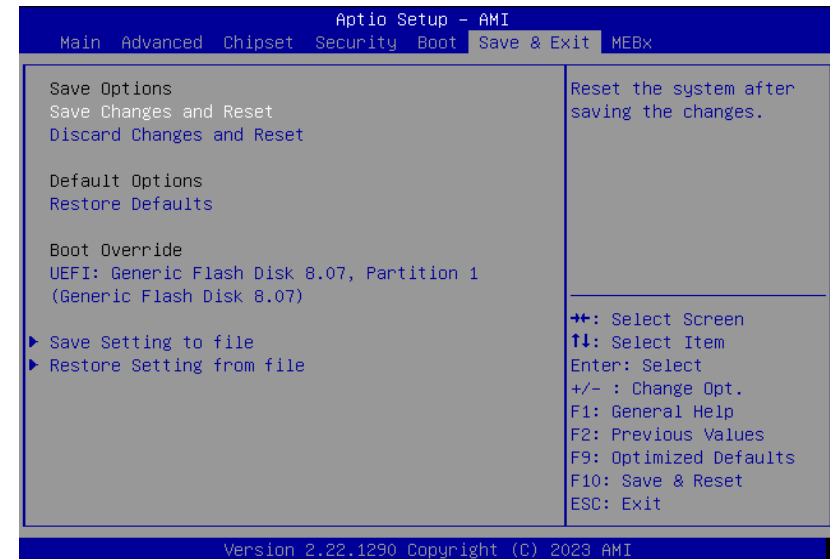 Aptio Setup – AMI
Main Advanced Chipset Security Boot Save & Exit MEBx
Save Options
Save Changes and Reset
Discard Changes and Reset
Default Options
Restore Defaults
Boot Override
UEFI: Generic Flash Disk 8.07, Partition 1
(Generic Flash Disk 8.07)
▶ Save Setting to file
▶ Restore Setting from file
Reset the system after
saving the changes.
→←: Select Screen
↑↓: Select Item
Enter: Select
+/- : Change Opt.
F1: General Help
F2: Previous Values
F9: Optimized Defaults
F10: Save & Reset
ESC: Exit
Version 2.22.1290 Copyright (C) 2023 AMI